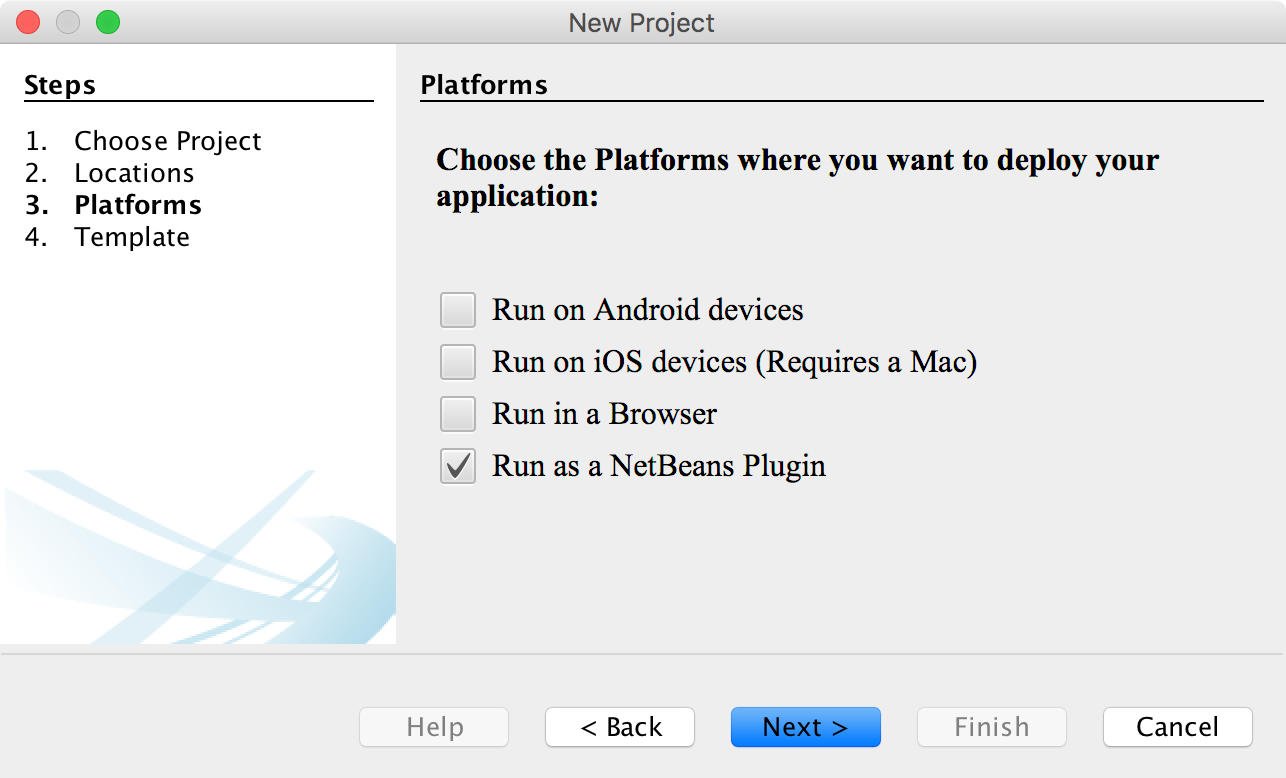 New Project
Steps
1. Choose Project
2. Locations
3. Platforms
4. Template
Platforms
Choose the Platforms where you want to deploy your
application:
Run on Android devices
Run on iOS devices (Requires a Mac)
Run in a Browser
Run as a NetBeans Plugin
Help
< Back
Next >
Finish
Cancel